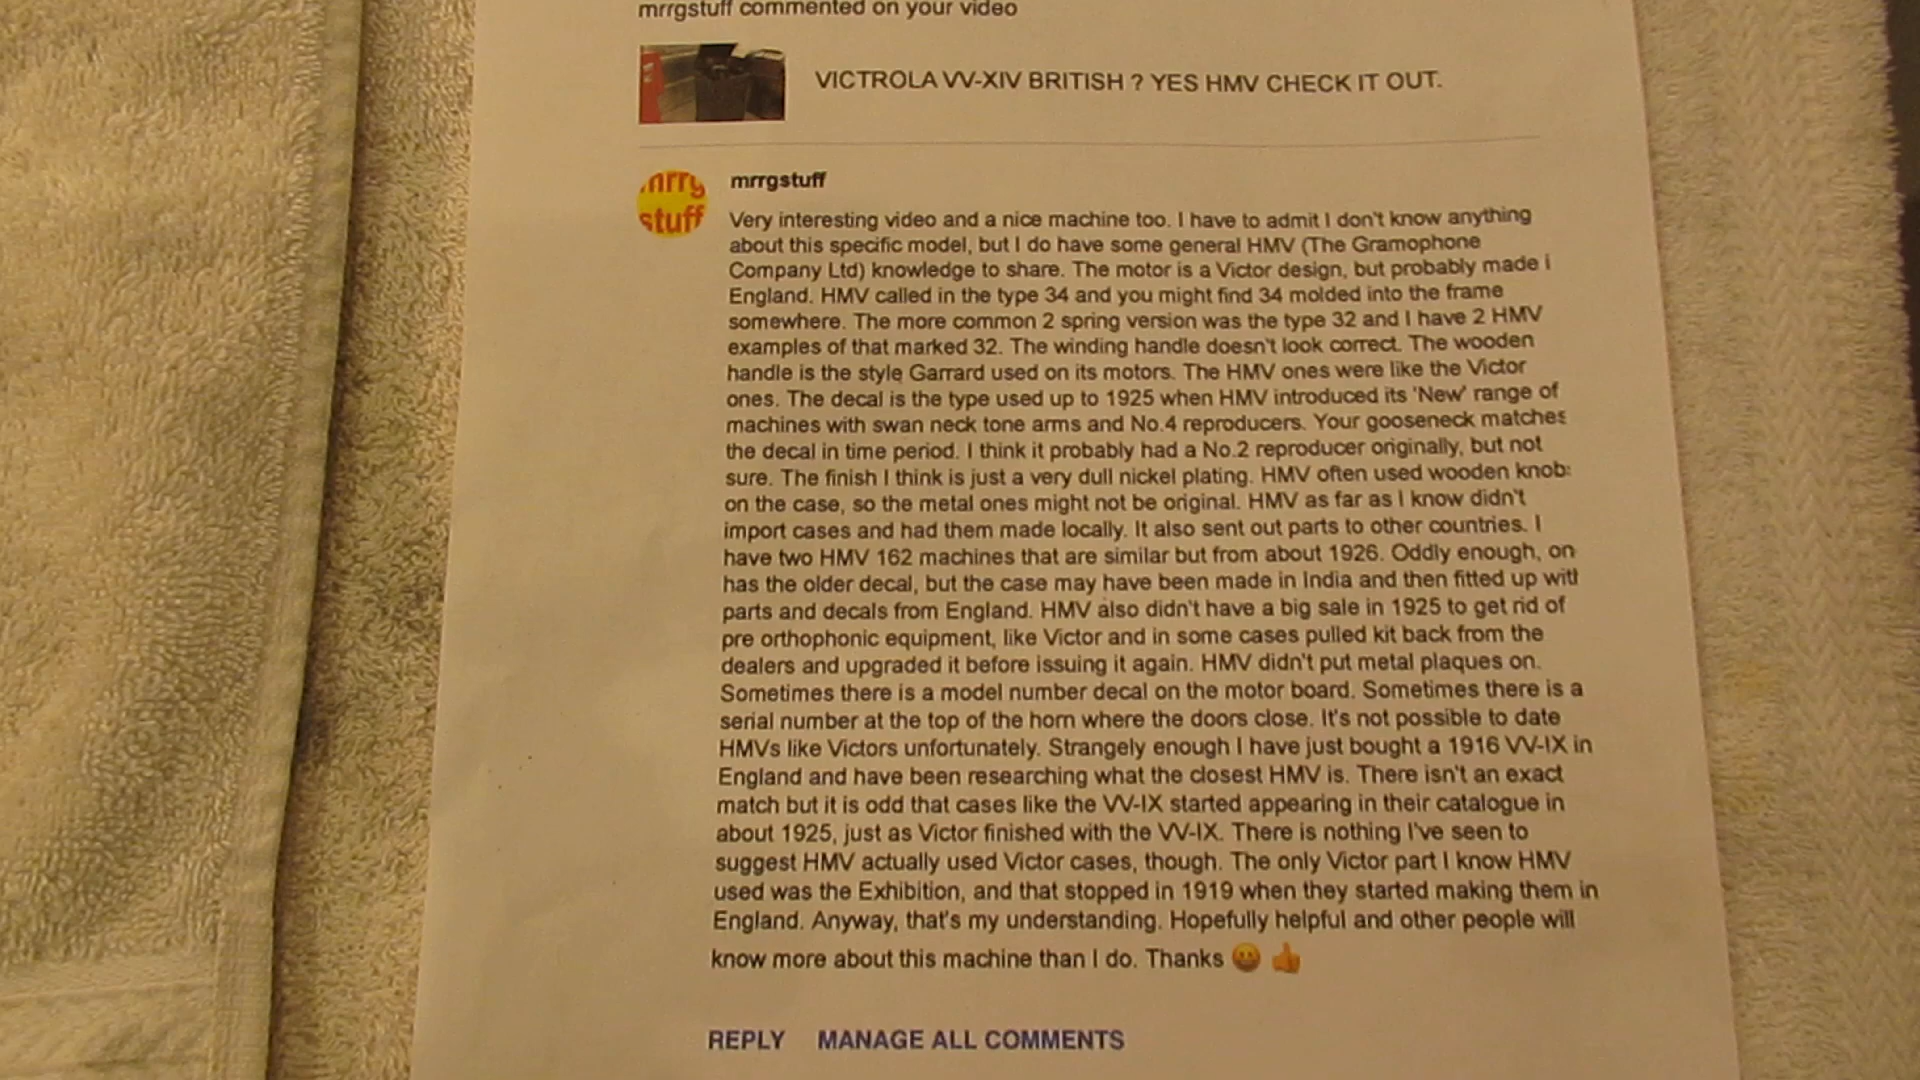 mrrgstuff commented on your video
VICTROLA VV-XIV BRITISH ? YES HMV CHECK IT OUT.
mrrg
stuff
mrrgstuff
Very interesting video and a nice machine too. I have to admit I don't know anything
about this specific model, but I do have some general HMV (The Gramophone
Company Ltd) knowledge to share. The motor is a Victor design, but probably made i
England. HMV called in the type 34 and you might find 34 molded into the frame
somewhere. The more common 2 spring version was the type 32 and I have 2 HMV
examples of that marked 32. The winding handle doesn't look correct. The wooden
handle is the style Garrard used on its motors. The HMV ones were like the Victor
ones. The decal is the type used up to 1925 when HMV introduced its 'New' range of
machines with swan neck tone arms and No.4 reproducers. Your gooseneck matches
the decal in time period. I think it probably had a No.2 reproducer originally, but not
sure. The finish I think is just a very dull nickel plating. HMV often used wooden knobs
on the case, so the metal ones might not be original. HMV as far as I know didn't
import cases and had them made locally. It also sent out parts to other countries. I
have two HMV 162 machines that are similar but from about 1926. Oddly enough, on
has the older decal, but the case may have been made in India and then fitted up with
parts and decals from England. HMV also didn't have a big sale in 1925 to get rid of
pre orthophonic equipment, like Victor and in some cases pulled kit back from the
dealers and upgraded it before issuing it again. HMV didn't put metal plaques on.
Sometimes there is a model number decal on the motor board. Sometimes there is a
serial number at the top of the horn where the doors close. It's not possible to date
HMVs like Victors unfortunately. Strangely enough I have just bought a 1916 VV-IX in
England and have been researching what the closest HMV is. There isn't an exact
match but it is odd that cases like the VV-IX started appearing in their catalogue in
about 1925, just as Victor finished with the VV-IX. There is nothing I've seen to
suggest HMV actually used Victor cases, though. The only Victor part I know HMV
used was the Exhibition, and that stopped in 1919 when they started making them in
England. Anyway, that's my understanding. Hopefully helpful and other people will
know more about this machine than I do. Thanks 😀 👍
REPLY MANAGE ALL COMMENTS